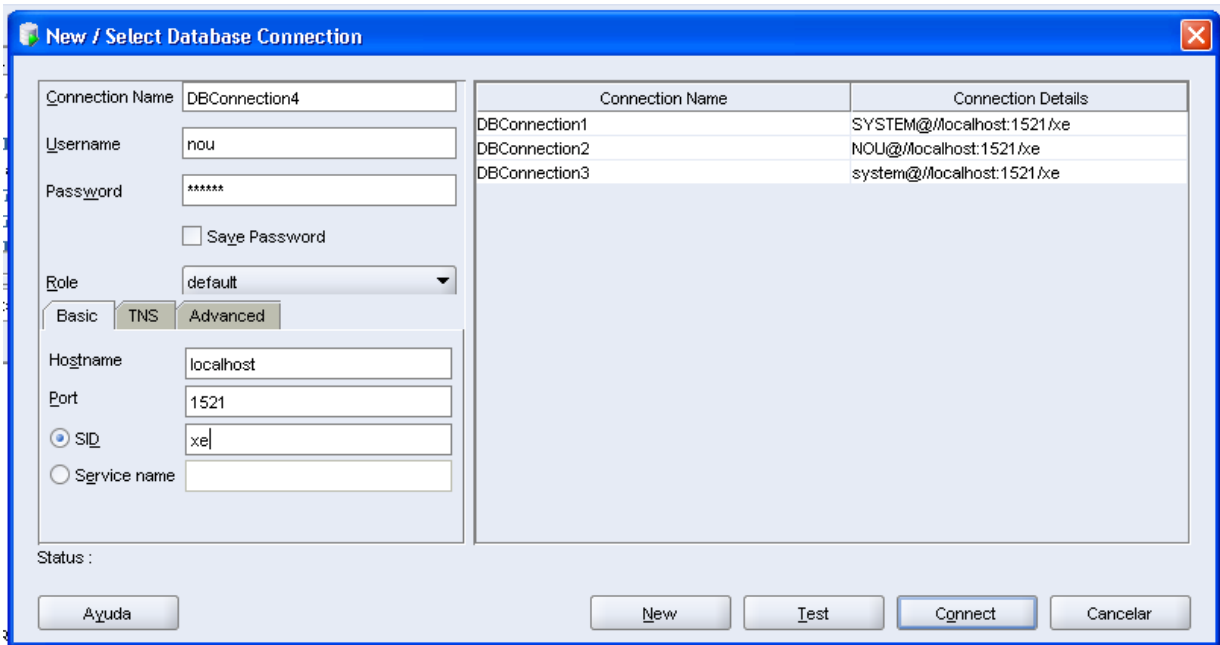 New / Select Database Connection
Connection Name DBConnection4
Username nou
Password ******
Save Password
Role default
Basic TNS Advanced
Hostname localhost
Port 1521
SID xe
Service name
Connection Name Connection Details
DBConnection1 SYSTEM@//localhost:1521/xe
DBConnection2 NOU@//localhost:1521/xe
DBConnection3 system@//localhost:1521/xe
Status :
Ayuda New Test Connect Cancelar